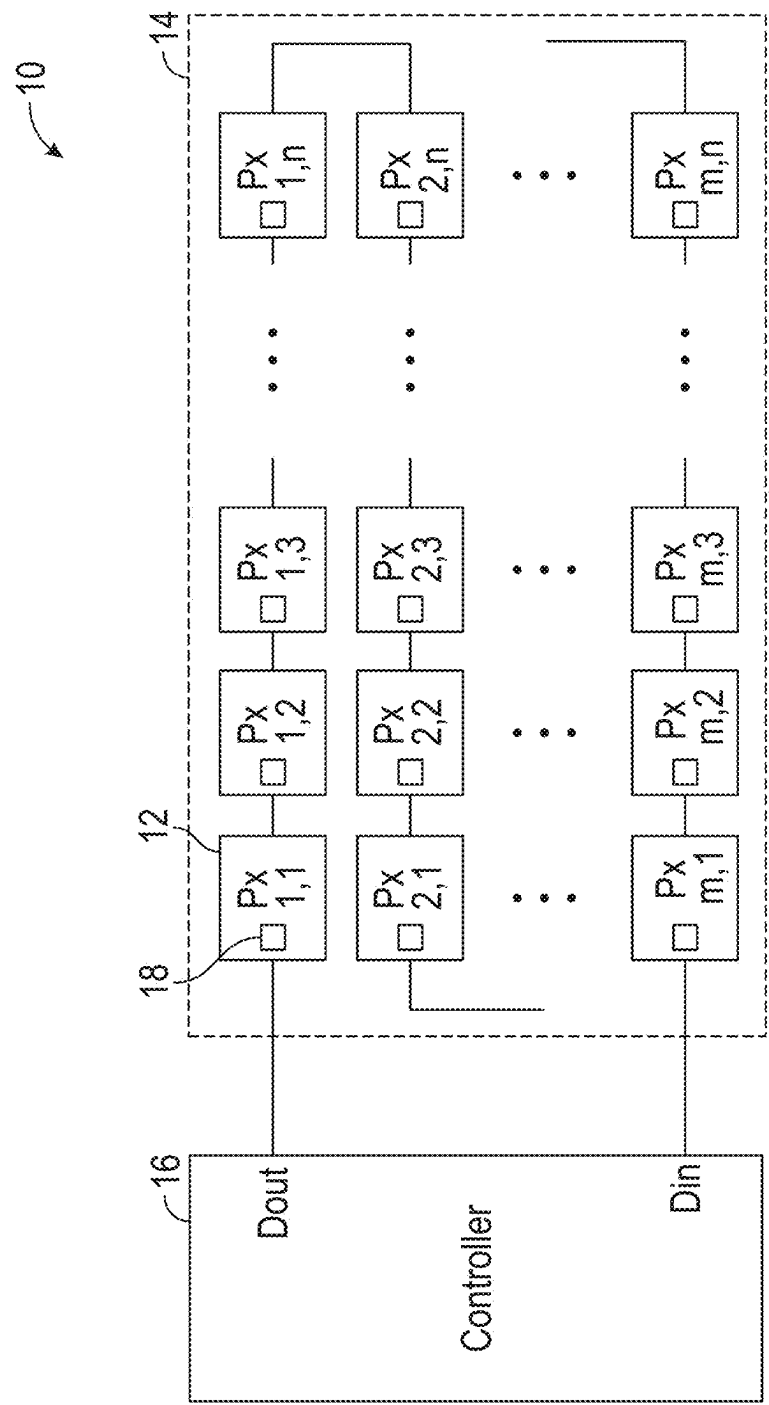 10
14
16
Controller
Dout
Din
12
18
Px
1,1
Px
1,2
Px
1,3
Px
1,n
Px
2,1
Px
2,2
Px
2,3
Px
2,n
Px
m,1
Px
m,2
Px
m,3
Px
m,n